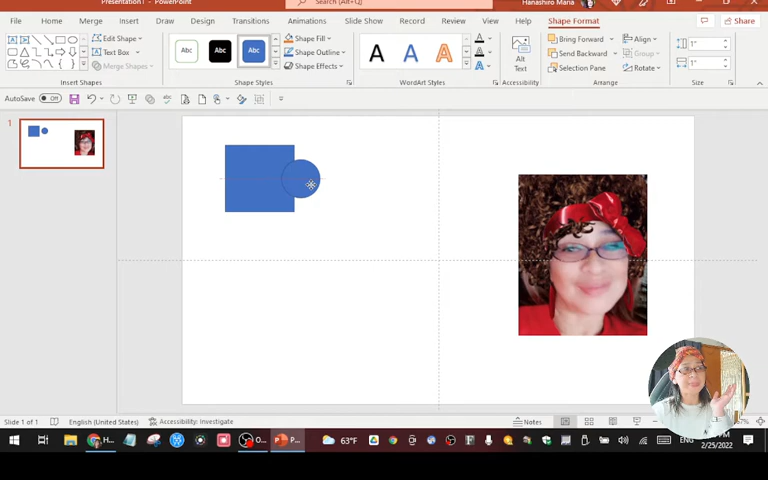 Presentation1 - PowerPoint
Search (Alt+Q)
Hanashiro Maria
File Home Merge Insert Draw Design Transitions Animations Slide Show Record Review View Help Shape Format
Share
Edit Shape
Text Box
Merge Shapes
Insert Shapes
Abc Abc Abc
Shape Fill
Shape Outline
Shape Effects
Shape Styles
A A A
A
A
A
WordArt Styles
Alt
Text
Accessibility
Bring Forward
Send Backward
Selection Pane
Align
Rotate
Arrange
1"
1"
Size
AutoSave Off
1
Slide 1 of 1 English (United States) Accessibility: Investigate Notes
H... O... P... 63°F ENG
2/25/2022